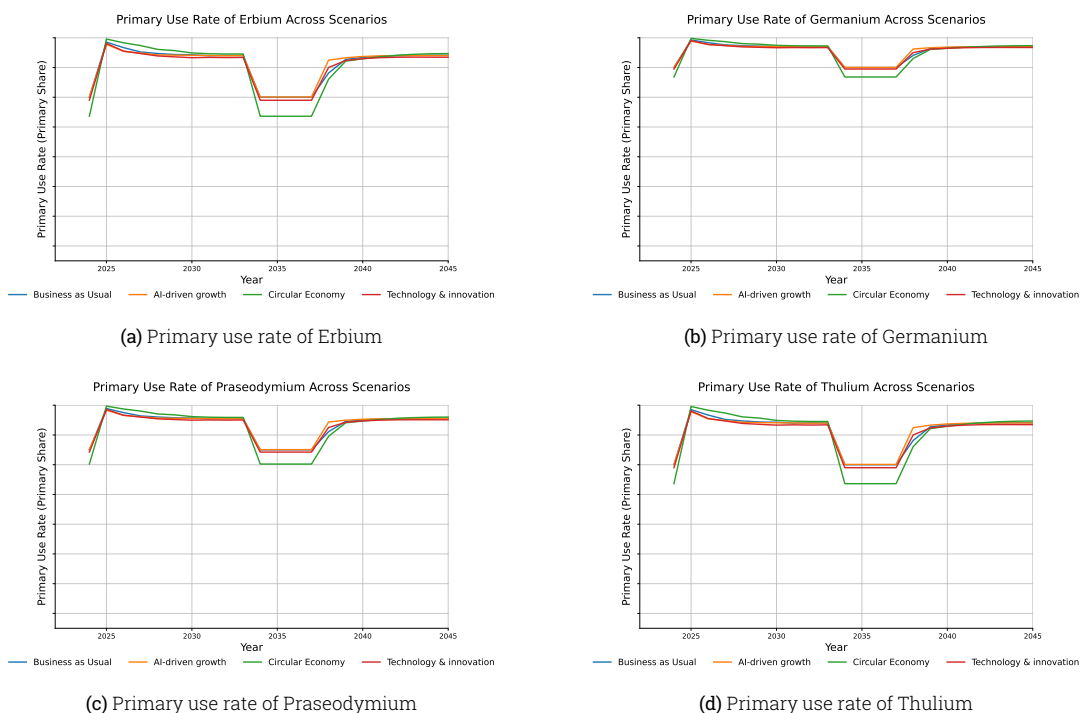 Primary Use Rate of Erbium Across Scenarios
Primary Use Rate (Primary Share)
2025 2030 2035 2040 2045
Year
Business as Usual AI-driven growth Circular Economy Technology & innovation
(a) Primary use rate of Erbium
Primary Use Rate of Germanium Across Scenarios
Primary Use Rate (Primary Share)
2025 2030 2035 2040 2045
Year
Business as Usual AI-driven growth Circular Economy Technology & innovation
(b) Primary use rate of Germanium
Primary Use Rate of Praseodymium Across Scenarios
Primary Use Rate (Primary Share)
2025 2030 2035 2040 2045
Year
Business as Usual AI-driven growth Circular Economy Technology & innovation
(c) Primary use rate of Praseodymium
Primary Use Rate of Thulium Across Scenarios
Primary Use Rate (Primary Share)
2025 2030 2035 2040 2045
Year
Business as Usual AI-driven growth Circular Economy Technology & innovation
(d) Primary use rate of Thulium